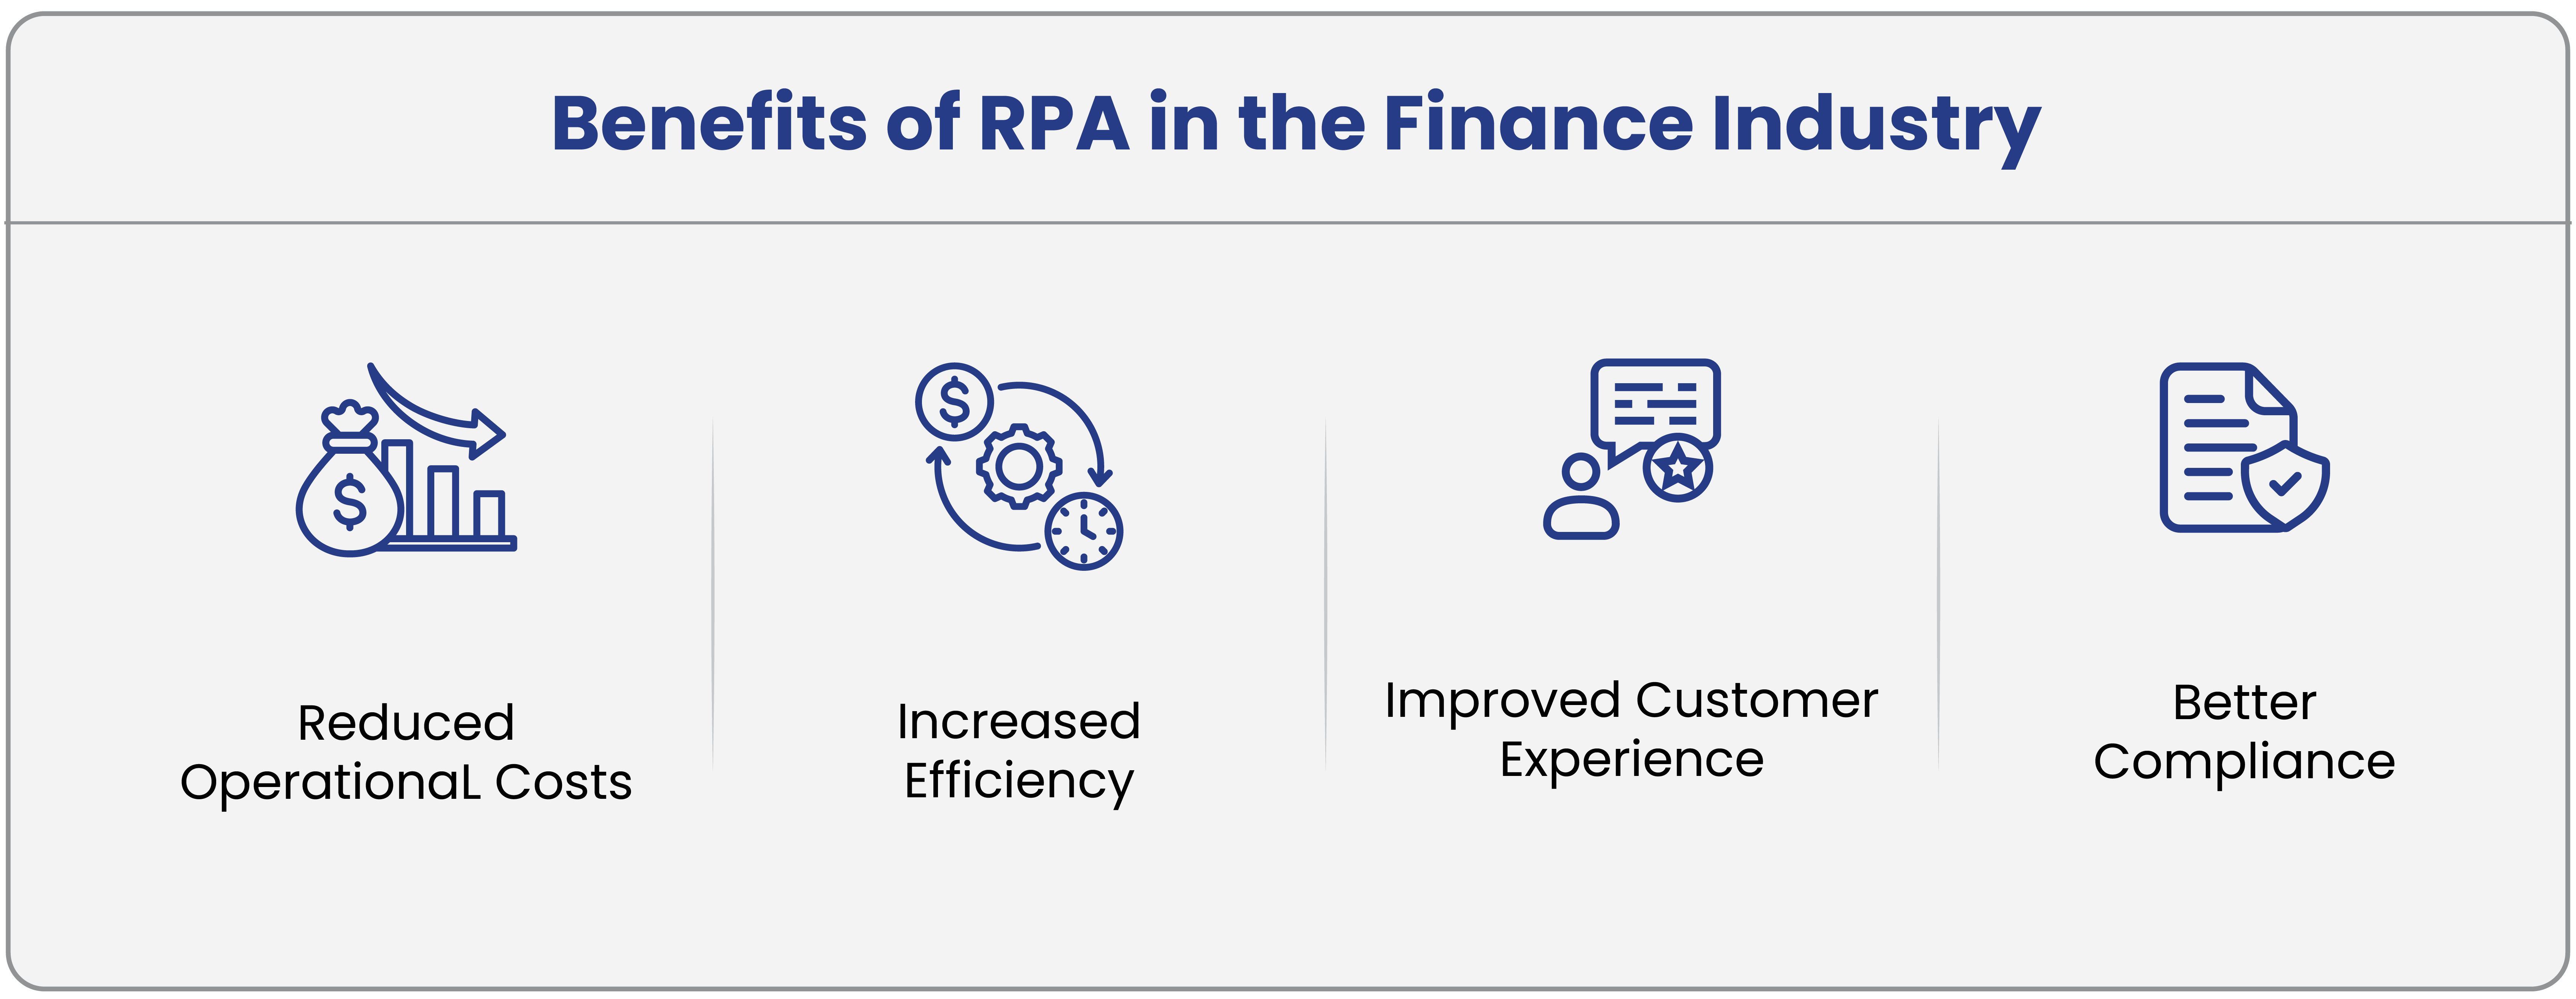 Benefits of RPA in the Finance Industry
$
$
Reduced
OperationaL Costs
Increased
Efficiency
Improved Customer
Experience
Better
Compliance